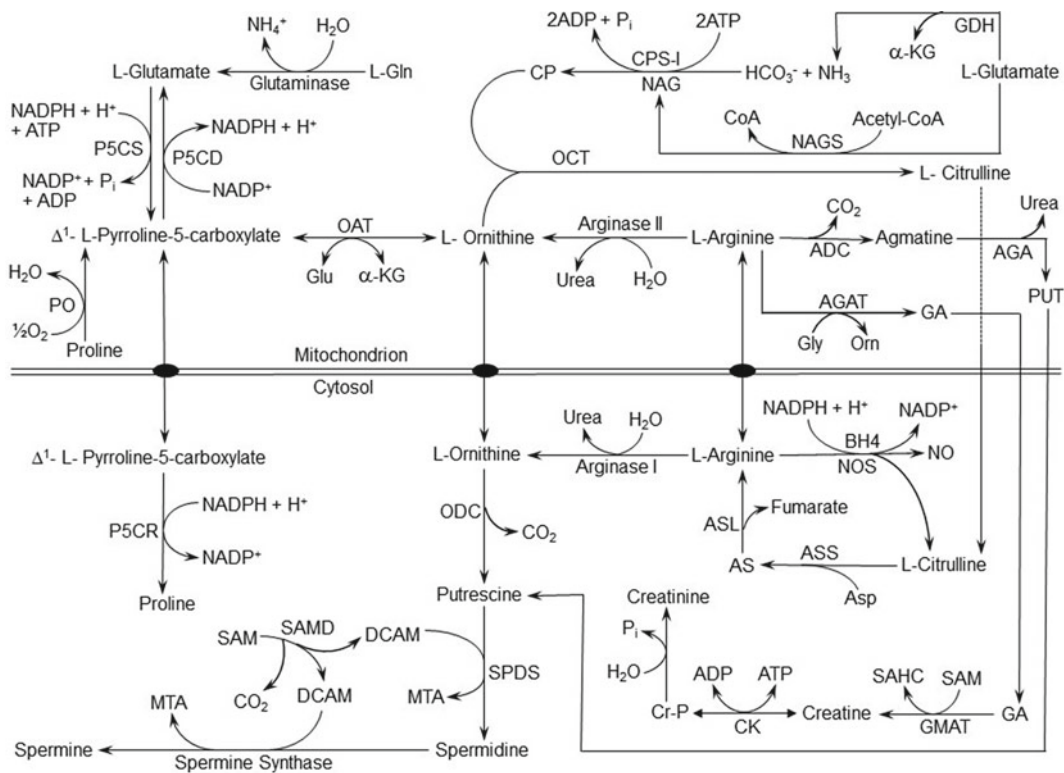 NH₄⁺ H₂O
2ADP + Pᵢ 2ATP
GDH
α-KG
L-Glutamate L-Gln
Glutaminase
CP CPS-I HCO₃⁻ + NH₃ L-Glutamate
NAG
NADPH + H⁺
+ ATP
NADPH + H⁺
CoA Acetyl-CoA
NAGS
P5CS P5CD
OCT
NADP⁺ + Pᵢ
+ ADP
NADP⁺
L- Citrulline
CO₂ Urea
Δ¹- L-Pyrroline-5-carboxylate OAT L- Ornithine Arginase II L-Arginine ADC Agmatine AGA
Glu α-KG
Urea H₂O
H₂O
PO
½O₂
Proline
AGAT GA PUT
Gly Orn
Mitochondrion
Cytosol
Urea H₂O
NADPH + H⁺ NADP⁺
Δ¹- L- Pyrroline-5-carboxylate L-Ornithine Arginase I L-Arginine BH4 NO
NOS
NADPH + H⁺
P5CR
NADP⁺
ODC CO₂
ASL Fumarate
AS ASS L-Citrulline
Asp
Proline Putrescine
Creatinine
SAM SAMD DCAM
Pᵢ
H₂O
SPDS
CO₂ DCAM
MTA
MTA
ADP ATP
SAHC SAM
Cr-P CK Creatine GMAT GA
Spermine Spermidine
Spermine Synthase